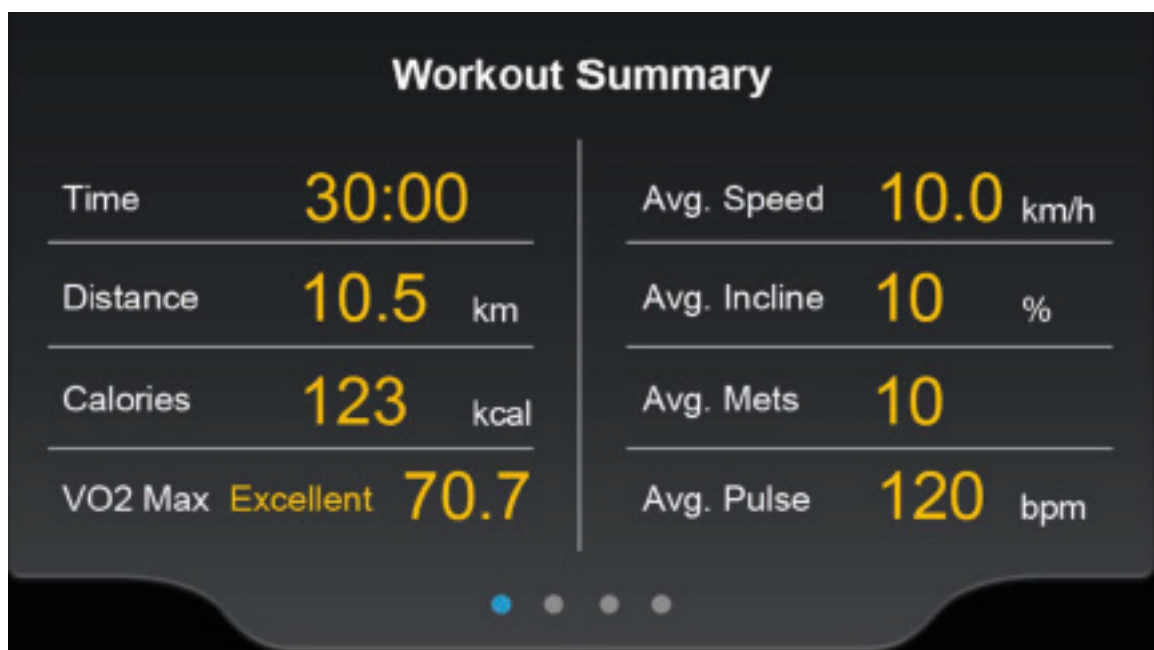 Workout Summary
Time 30:00
Distance 10.5 km
Calories 123 kcal
VO2 Max Excellent 70.7
Avg. Speed 10.0 km/h
Avg. Incline 10 %
Avg. Mets 10
Avg. Pulse 120 bpm